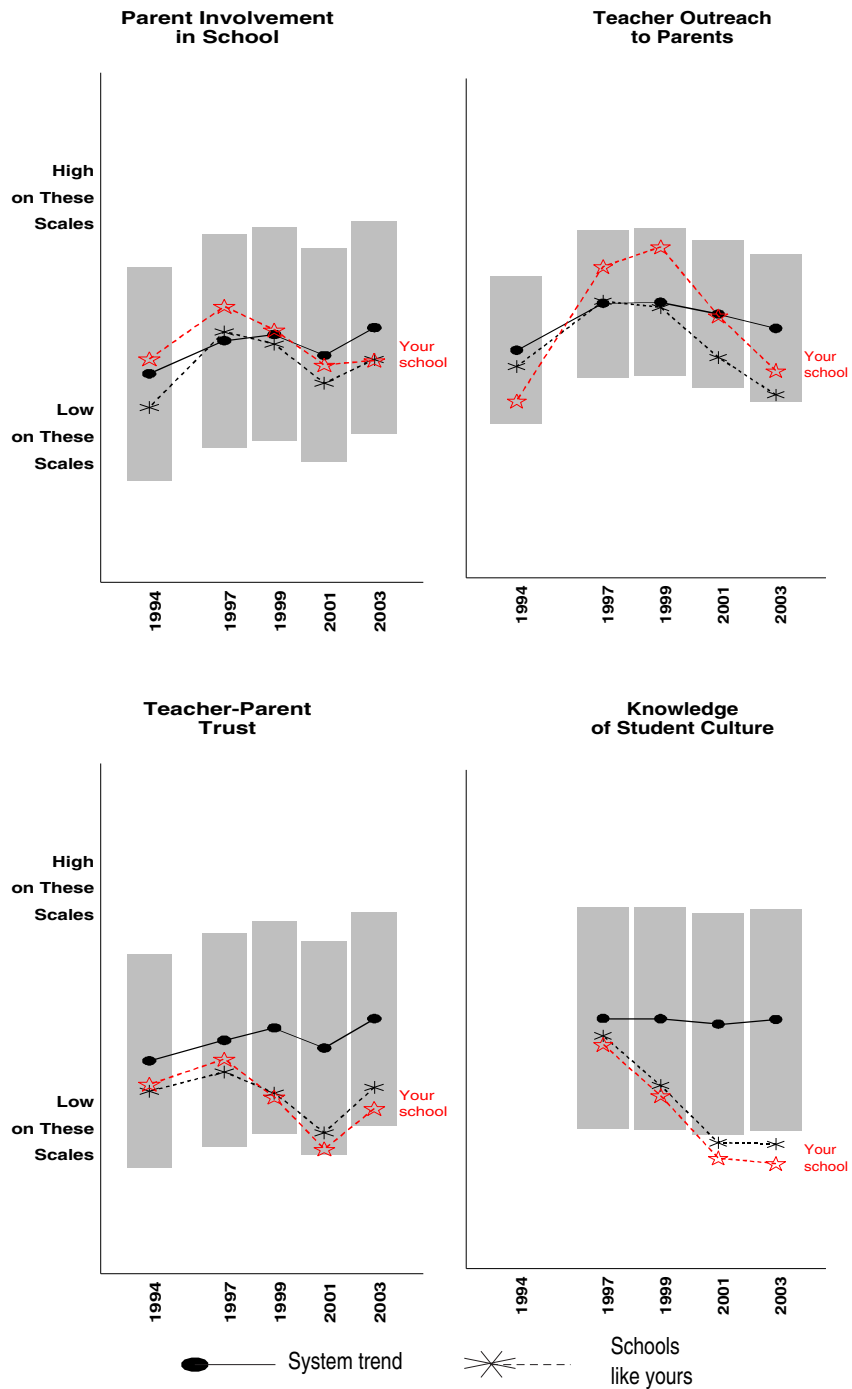 Parent Involvement
in School
Teacher Outreach
to Parents
High
on These
Scales
Low
on These
Scales
Your
school
Your
school
1994
1997
1999
2001
2003
1994
1997
1999
2001
2003
Teacher-Parent
Trust
Knowledge
of Student Culture
High
on These
Scales
Low
on These
Scales
Your
school
Your
school
1994
1997
1999
2001
2003
1994
1997
1999
2001
2003
System trend
Schools
like yours